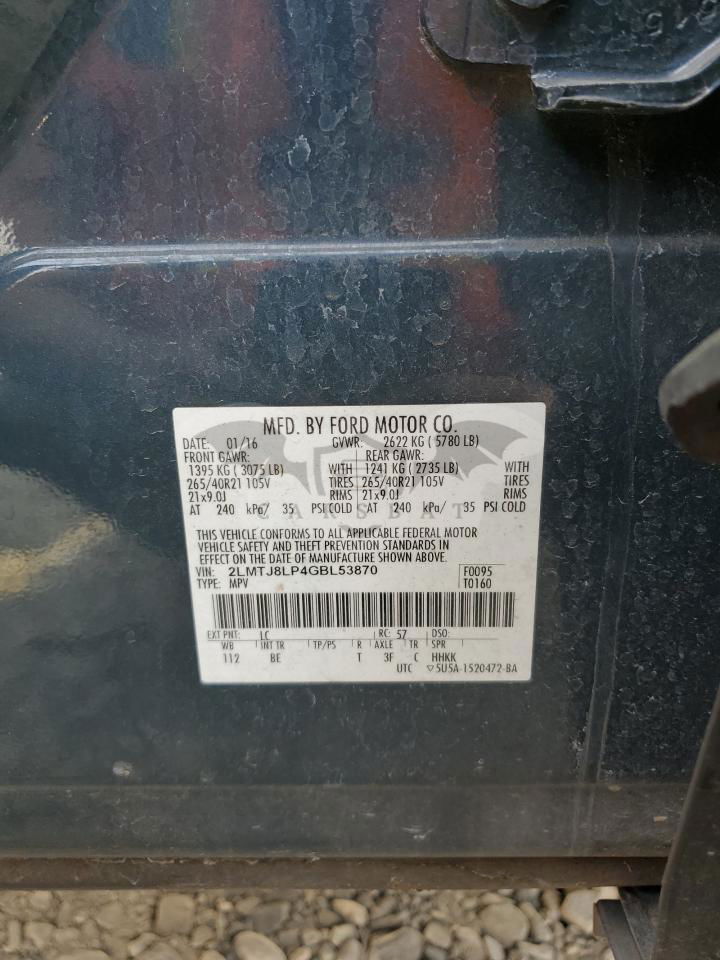 MFD. BY FORD MOTOR CO.
DATE: 01/16 GVWR: 2622 KG ( 5780 LB)
FRONT GAWR: REAR GAWR:
1395 KG ( 3075 LB) WITH 1241 KG ( 2735 LB) WITH
265/40R21 105V TIRES 265/40R21 105V TIRES
21x9.0J RIMS 21x9.0J RIMS
AT 240 kPa/ 35 PSI COLD AT 240 kPa/ 35 PSI COLD
CARSBAT
THIS VEHICLE CONFORMS TO ALL APPLICABLE FEDERAL MOTOR
VEHICLE SAFETY AND THEFT PREVENTION STANDARDS IN
EFFECT ON THE DATE OF MANUFACTURE SHOWN ABOVE.
VIN: 2LMTJ8LP4GBL53870 F0095
TYPE: MPV T0160
EXT PNT: LC RC: 57 DSO:
WB INT TR TP/PS R AXLE TR SPR
112 BE T 3F C HHKK
UTC ▽5U5A-1520472-BA